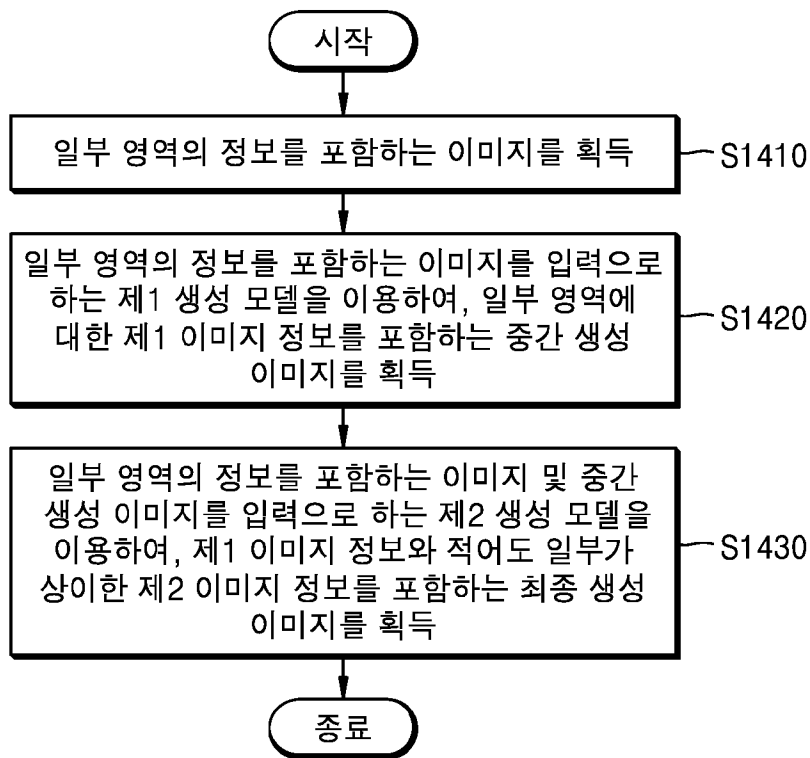 시작
일부 영역의 정보를 포함하는 이미지를 획득
S1410
일부 영역의 정보를 포함하는 이미지를 입력으로
하는 제1 생성 모델을 이용하여, 일부 영역에
대한 제1 이미지 정보를 포함하는 중간 생성
이미지를 획득
S1420
일부 영역의 정보를 포함하는 이미지 및 중간
생성 이미지를 입력으로 하는 제2 생성 모델을
이용하여, 제1 이미지 정보와 적어도 일부가
상이한 제2 이미지 정보를 포함하는 최종 생성
이미지를 획득
S1430
종료